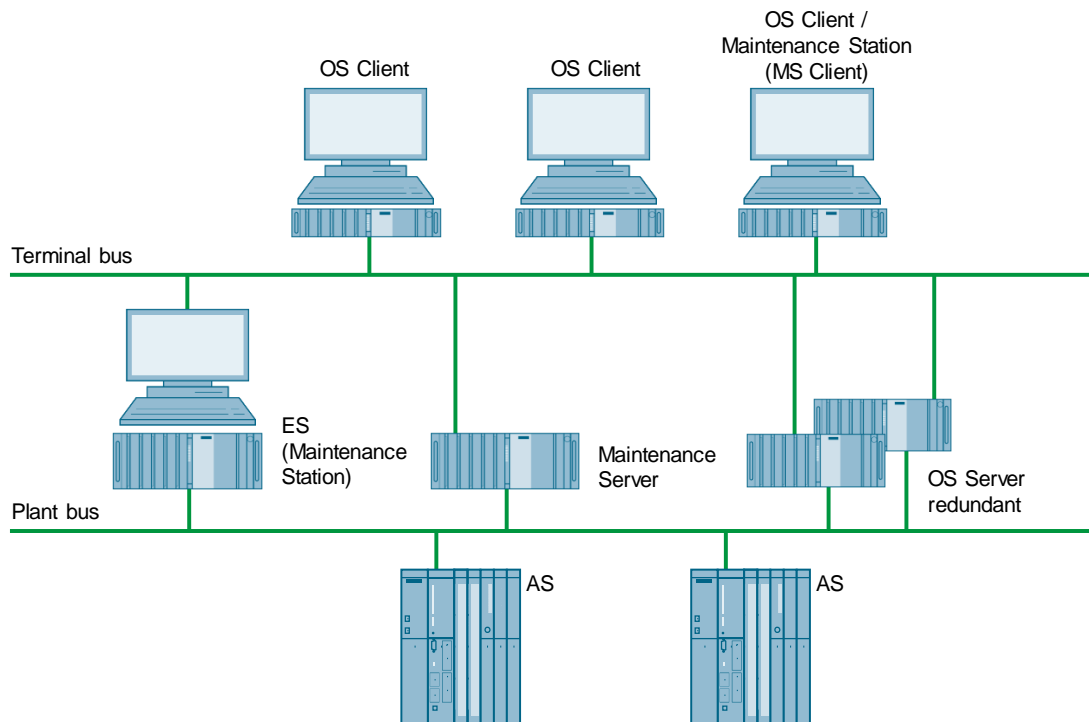 OS Client
OS Client
OS Client /
Maintenance Station
(MS Client)
Terminal bus
ES
(Maintenance
Station)
Maintenance
Server
OS Server
redundant
Plant bus
AS
AS